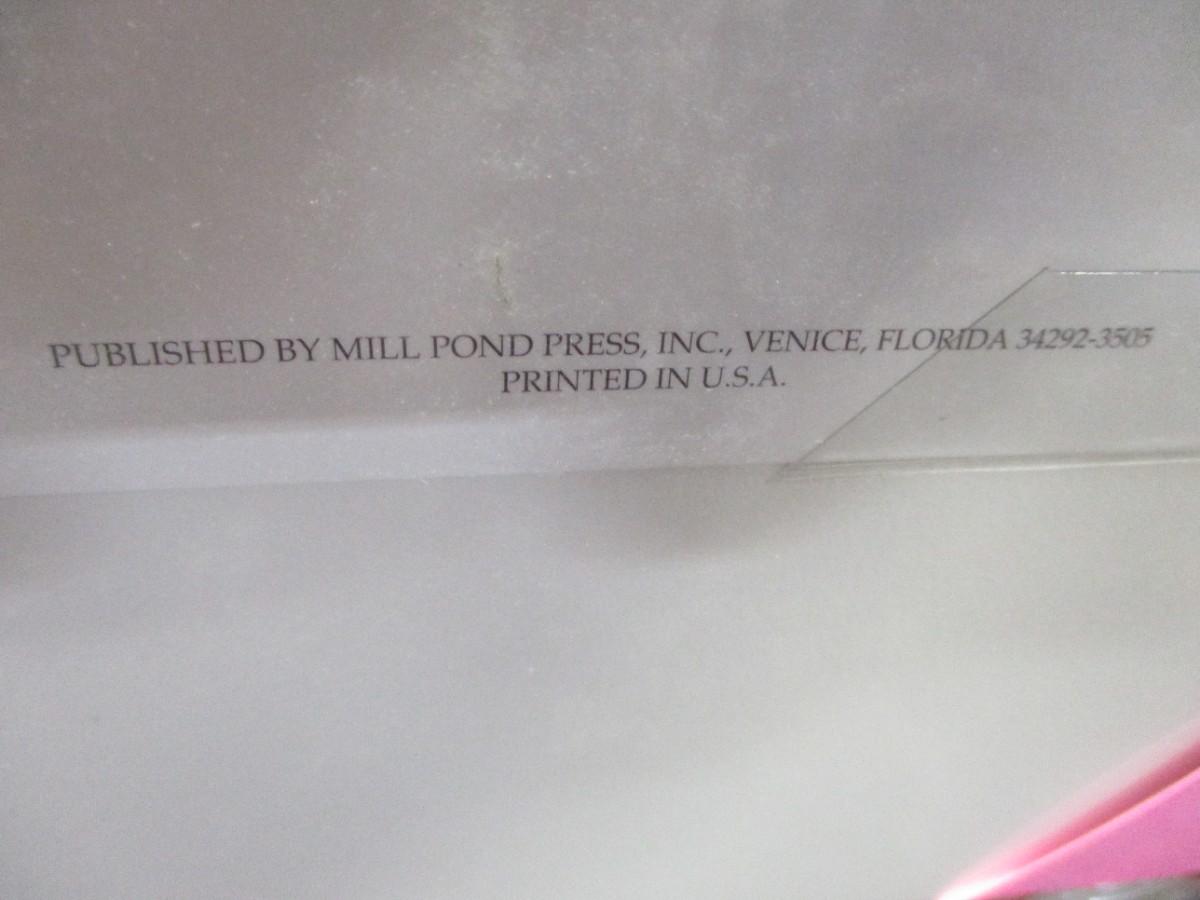 PUBLISHED BY MILL POND PRESS, INC., VENICE, FLORIDA 34292-3505
PRINTED IN U.S.A.